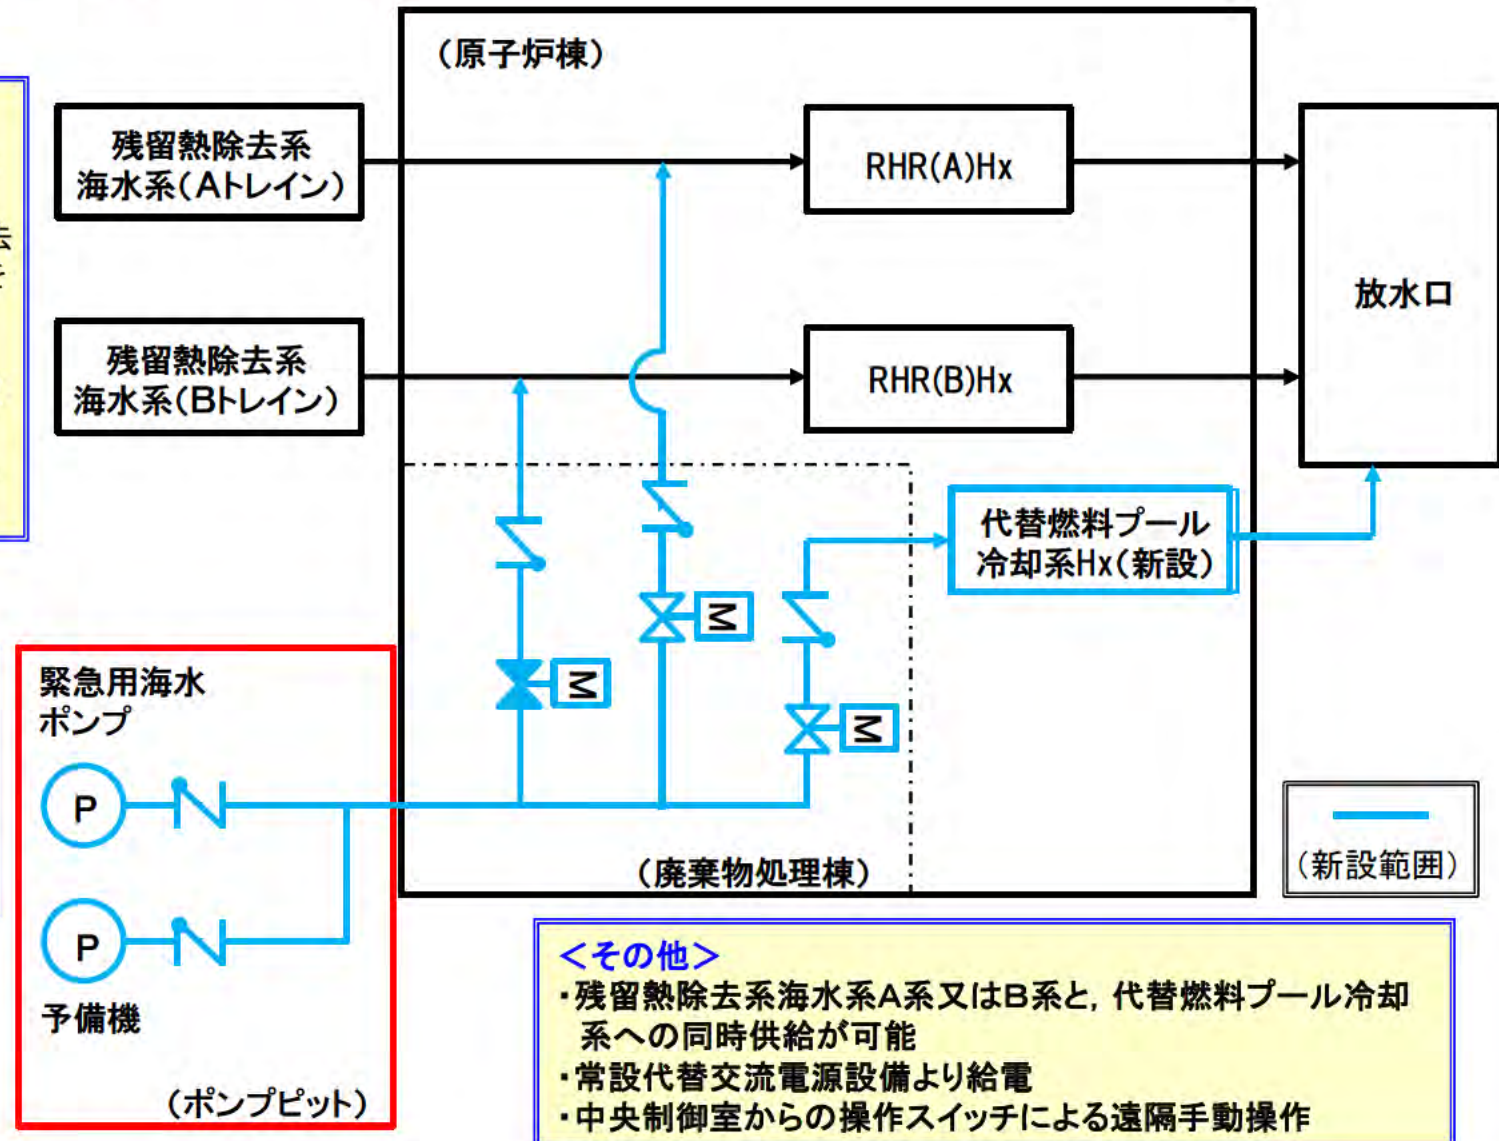 （原子炉棟）
残留熱除去系
海水系（Aトレイン）
RHR(A)Hx
残留熱除去系
海水系（Bトレイン）
RHR(B)Hx
放水口
代替燃料プール
冷却系Hx（新設）
M
M
M
緊急用海水
ポンプ
P
P
予備機
（ポンプピット）
（廃棄物処理棟）
（新設範囲）
＜その他＞
・残留熱除去系海水系A系又はB系と，代替燃料プール冷却
系への同時供給が可能
・常設代替交流電源設備より給電
・中央制御室からの操作スイッチによる遠隔手動操作